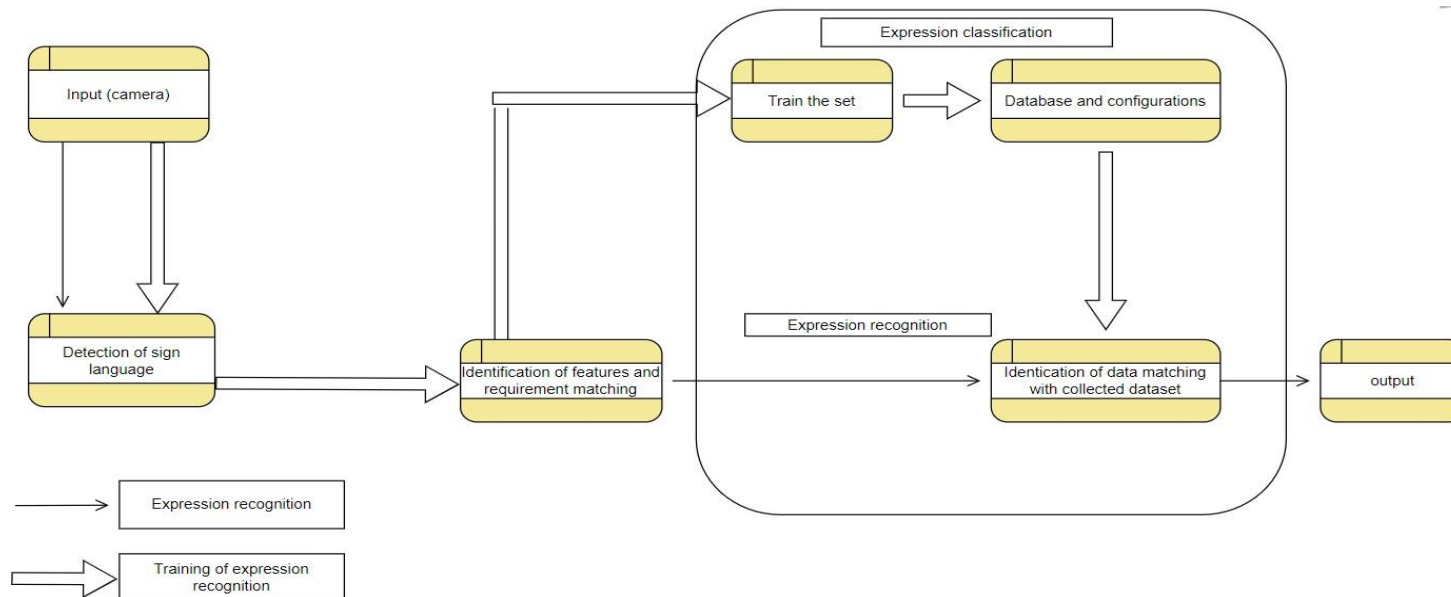 Expression classification
Input (camera)
Train the set
Database and configurations
Expression recognition
Detection of sign
language
Identification of features and
requirement matching
Identication of data matching
with collected dataset
output
Expression recognition
Training of expression
recognition